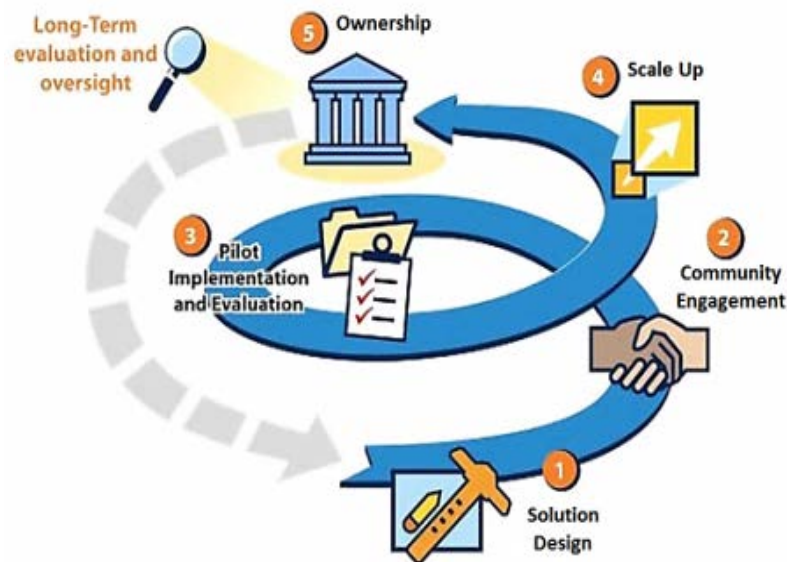 Long-Term
evaluation and
oversight
5
Ownership
4
Scale Up
3
Pilot
Implementation
and Evaluation
2
Community
Engagement
1
Solution
Design